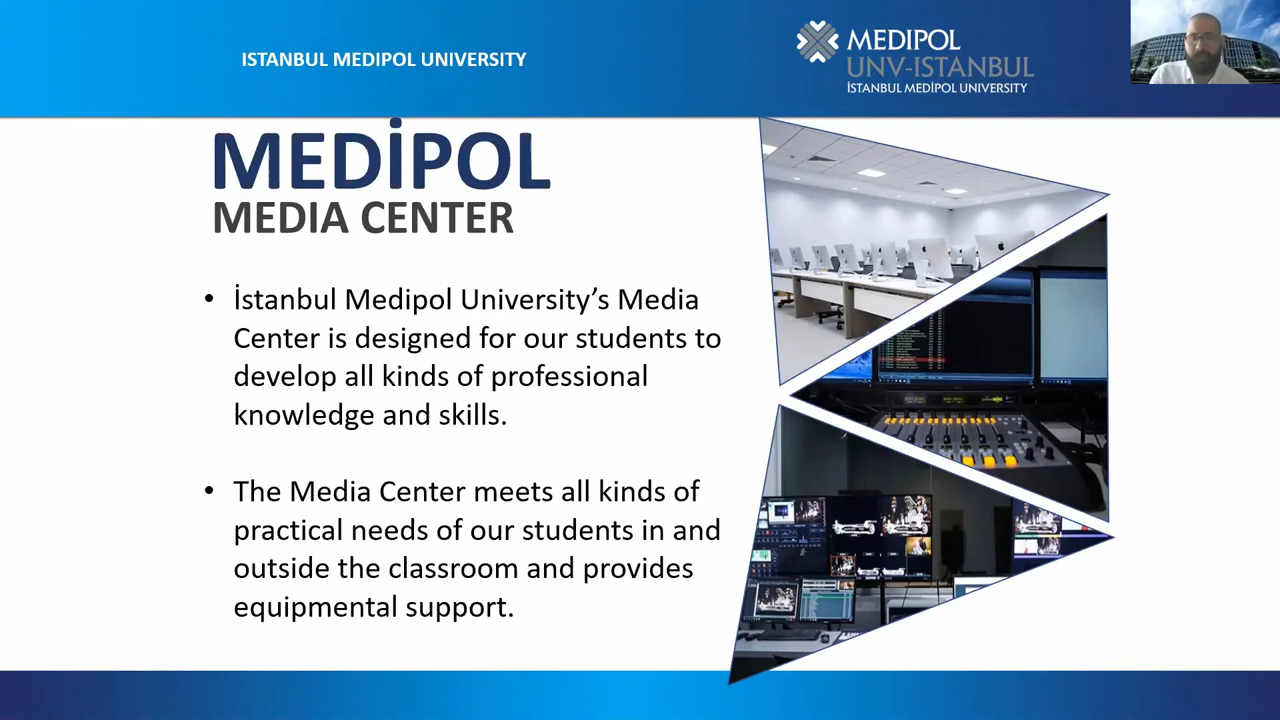 ISTANBUL MEDIPOL UNIVERSITY
MEDIPOL
UNV-ISTANBUL
İSTANBUL MEDİPOL UNIVERSITY
MEDİPOL
MEDIA CENTER
• İstanbul Medipol University’s Media
Center is designed for our students to
develop all kinds of professional
knowledge and skills.
• The Media Center meets all kinds of
practical needs of our students in and
outside the classroom and provides
equipmental support.